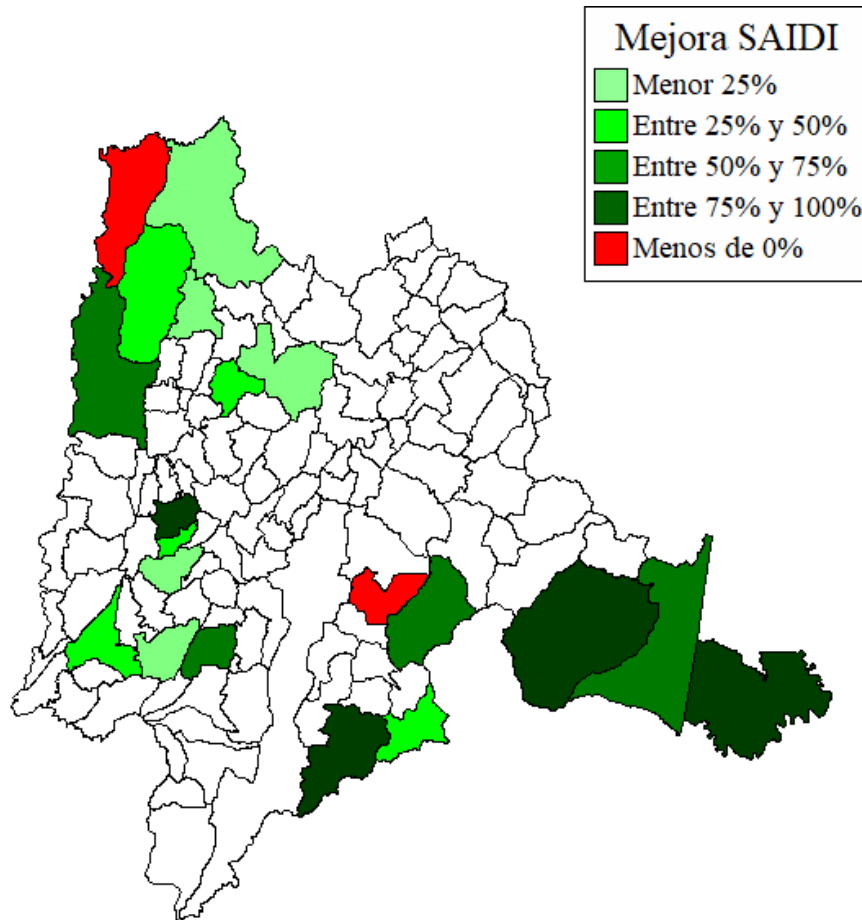 Mejora SAIDI
Menor 25%
Entre 25% y 50%
Entre 50% y 75%
Entre 75% y 100%
Menos de 0%